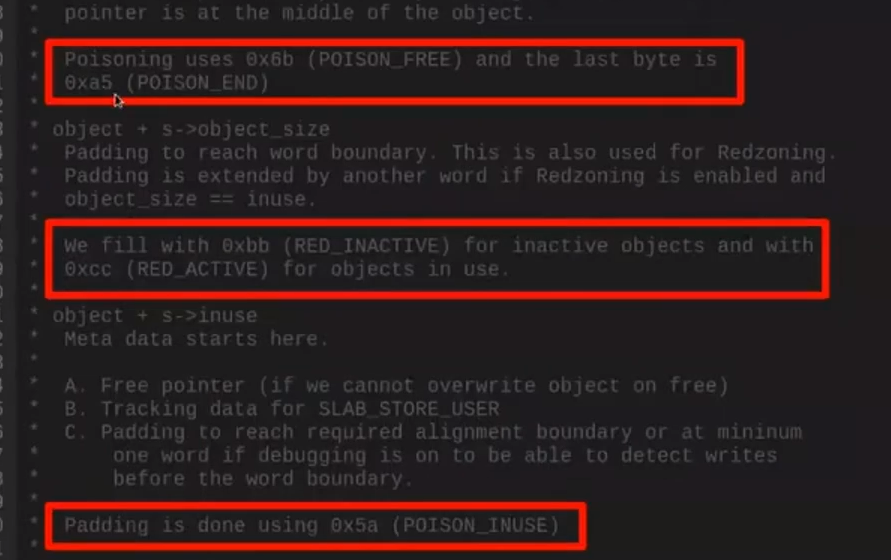 * pointer is at the middle of the object.
*
* Poisoning uses 0x6b (POISON_FREE) and the last byte is
* 0xa5 (POISON_END)
*
* object + s->object_size
* Padding to reach word boundary. This is also used for Redzoning.
* Padding is extended by another word if Redzoning is enabled and
* object_size == inuse.
*
* We fill with 0xbb (RED_INACTIVE) for inactive objects and with
* 0xcc (RED_ACTIVE) for objects in use.
*
* object + s->inuse
* Meta data starts here.
*
* A. Free pointer (if we cannot overwrite object on free)
* B. Tracking data for SLAB_STORE_USER
* C. Padding to reach required alignment boundary or at mininum
* one word if debugging is on to be able to detect writes
* before the word boundary.
*
* Padding is done using 0x5a (POISON_INUSE)
*